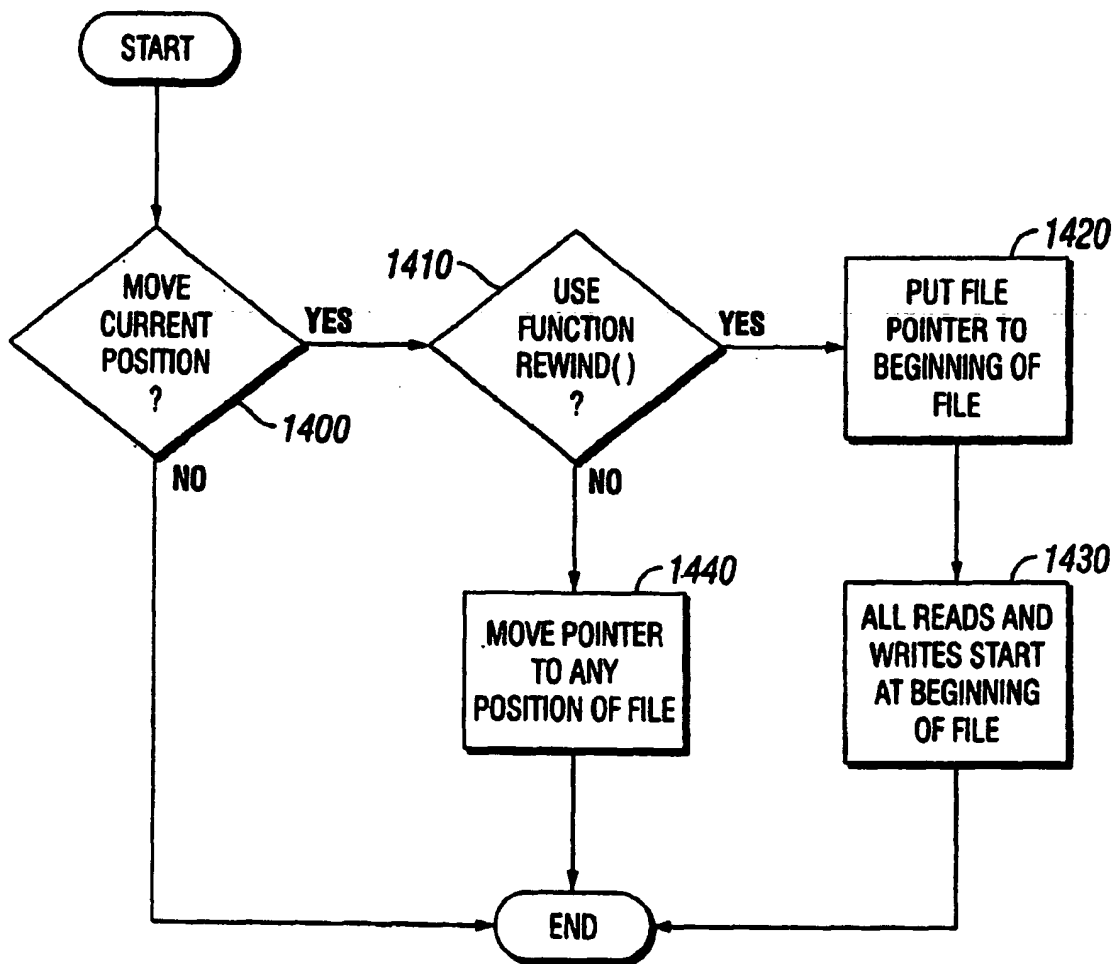 START
MOVE
CURRENT
POSITION
?
1400
YES
NO
1410
USE
FUNCTION
REWIND( )
?
YES
NO
1420
PUT FILE
POINTER TO
BEGINNING OF
FILE
1430
ALL READS AND
WRITES START
AT BEGINNING
OF FILE
1440
MOVE POINTER
TO ANY
POSITION OF FILE
END